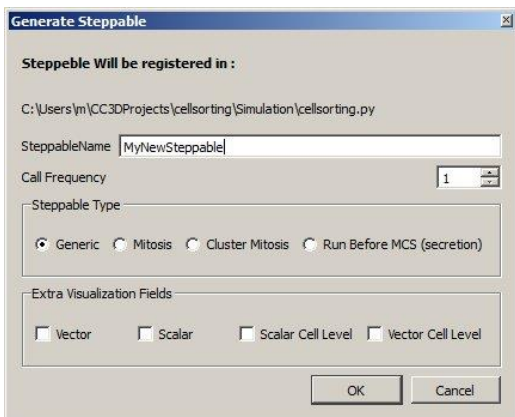 Generate Steppable
Steppeble Will be registered in :
C:\Users\m\CC3DProjects\cellsorting\Simulation\cellsorting.py
SteppableName MyNewSteppable
Call Frequency 1
Steppable Type
Generic Mitosis Cluster Mitosis Run Before MCS (secretion)
Extra Visualization Fields
Vector Scalar Scalar Cell Level Vector Cell Level
OK Cancel